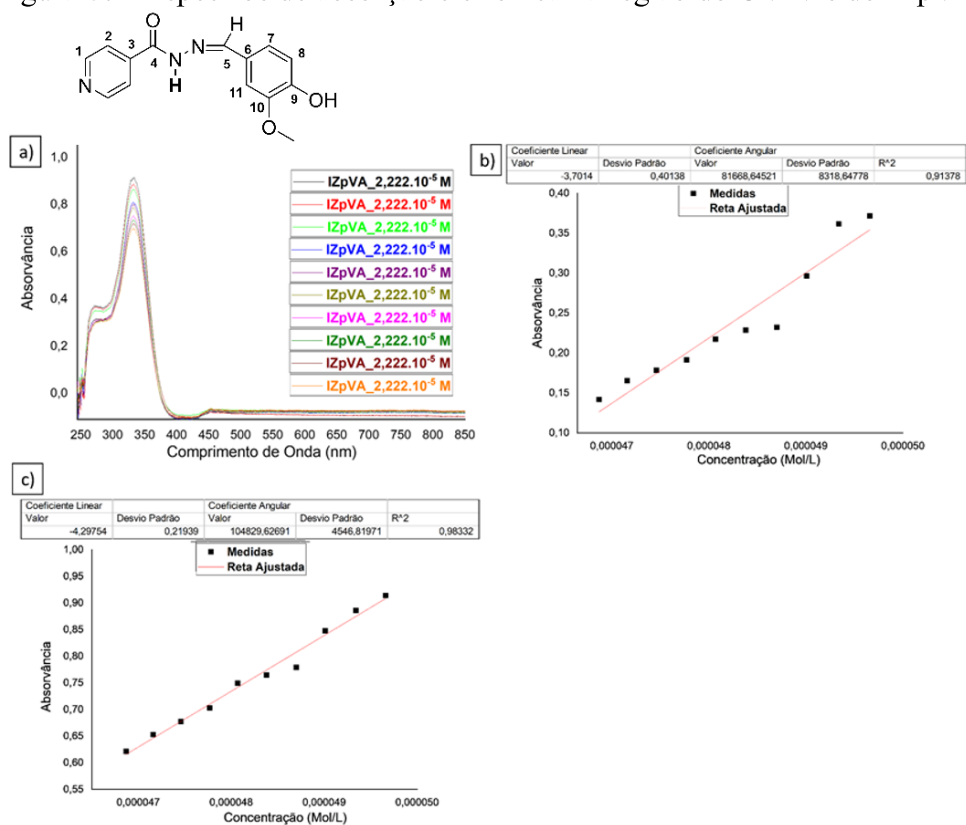 O
H
1
2
3
4
N
N
H
5
6
7
8
9
10
11
N
OH
O
a)
1,0
0,8
0,6
0,4
0,2
0,0
Absorvância
IZpVA_2,222.10⁻⁵ M
IZpVA_2,222.10⁻⁵ M
IZpVA_2,222.10⁻⁵ M
IZpVA_2,222.10⁻⁵ M
IZpVA_2,222.10⁻⁵ M
IZpVA_2,222.10⁻⁵ M
IZpVA_2,222.10⁻⁵ M
IZpVA_2,222.10⁻⁵ M
IZpVA_2,222.10⁻⁵ M
IZpVA_2,222.10⁻⁵ M
250 300 350 400 450 500 550 600 650 700 750 800 850
Comprimento de Onda (nm)
b)
Coeficiente Linear Coeficiente Angular
Valor Desvio Padrão Valor Desvio Padrão R^2
-3,7014 0,40138 81668,64521 8318,64778 0,91378
Medidas
Reta Ajustada
0,40
0,35
0,30
0,25
0,20
0,15
0,10
Absorvância
0,000047 0,000048 0,000049 0,000050
Concentração (Mol/L)
c)
Coeficiente Linear Coeficiente Angular
Valor Desvio Padrão Valor Desvio Padrão R^2
-4,29754 0,21939 104829,62691 4546,81971 0,98332
Medidas
Reta Ajustada
1,00
0,95
0,90
0,85
0,80
0,75
0,70
0,65
0,60
0,55
Absorvância
0,000047 0,000048 0,000049 0,000050
Concentração (Mol/L)